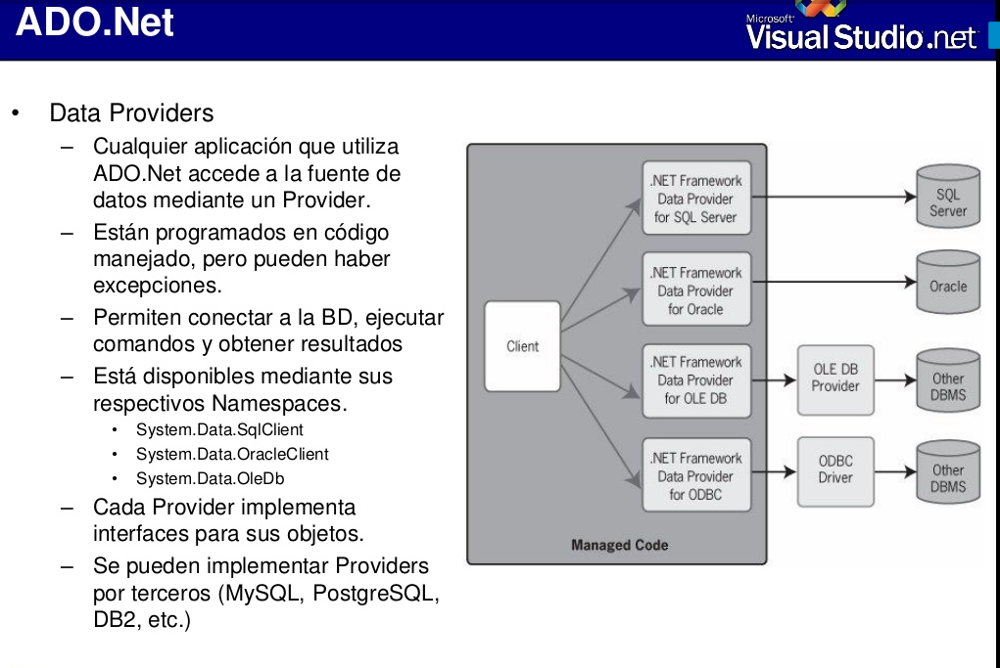 ADO.Net
Microsoft
Visual Studio.net
• Data Providers
– Cualquier aplicación que utiliza
ADO.Net accede a la fuente de
datos mediante un Provider.
– Están programados en código
manejado, pero pueden haber
excepciones.
– Permiten conectar a la BD, ejecutar
comandos y obtener resultados
– Está disponibles mediante sus
respectivos Namespaces.
• System.Data.SqlClient
• System.Data.OracleClient
• System.Data.OleDb
– Cada Provider implementa
interfaces para sus objetos.
– Se pueden implementar Providers
por terceros (MySQL, PostgreSQL,
DB2, etc.)
Client
.NET Framework
Data Provider
for SQL Server
SQL
Server
.NET Framework
Data Provider
for Oracle
Oracle
.NET Framework
Data Provider
for OLE DB
OLE DB
Provider
Other
DBMS
.NET Framework
Data Provider
for ODBC
ODBC
Driver
Other
DBMS
Managed Code